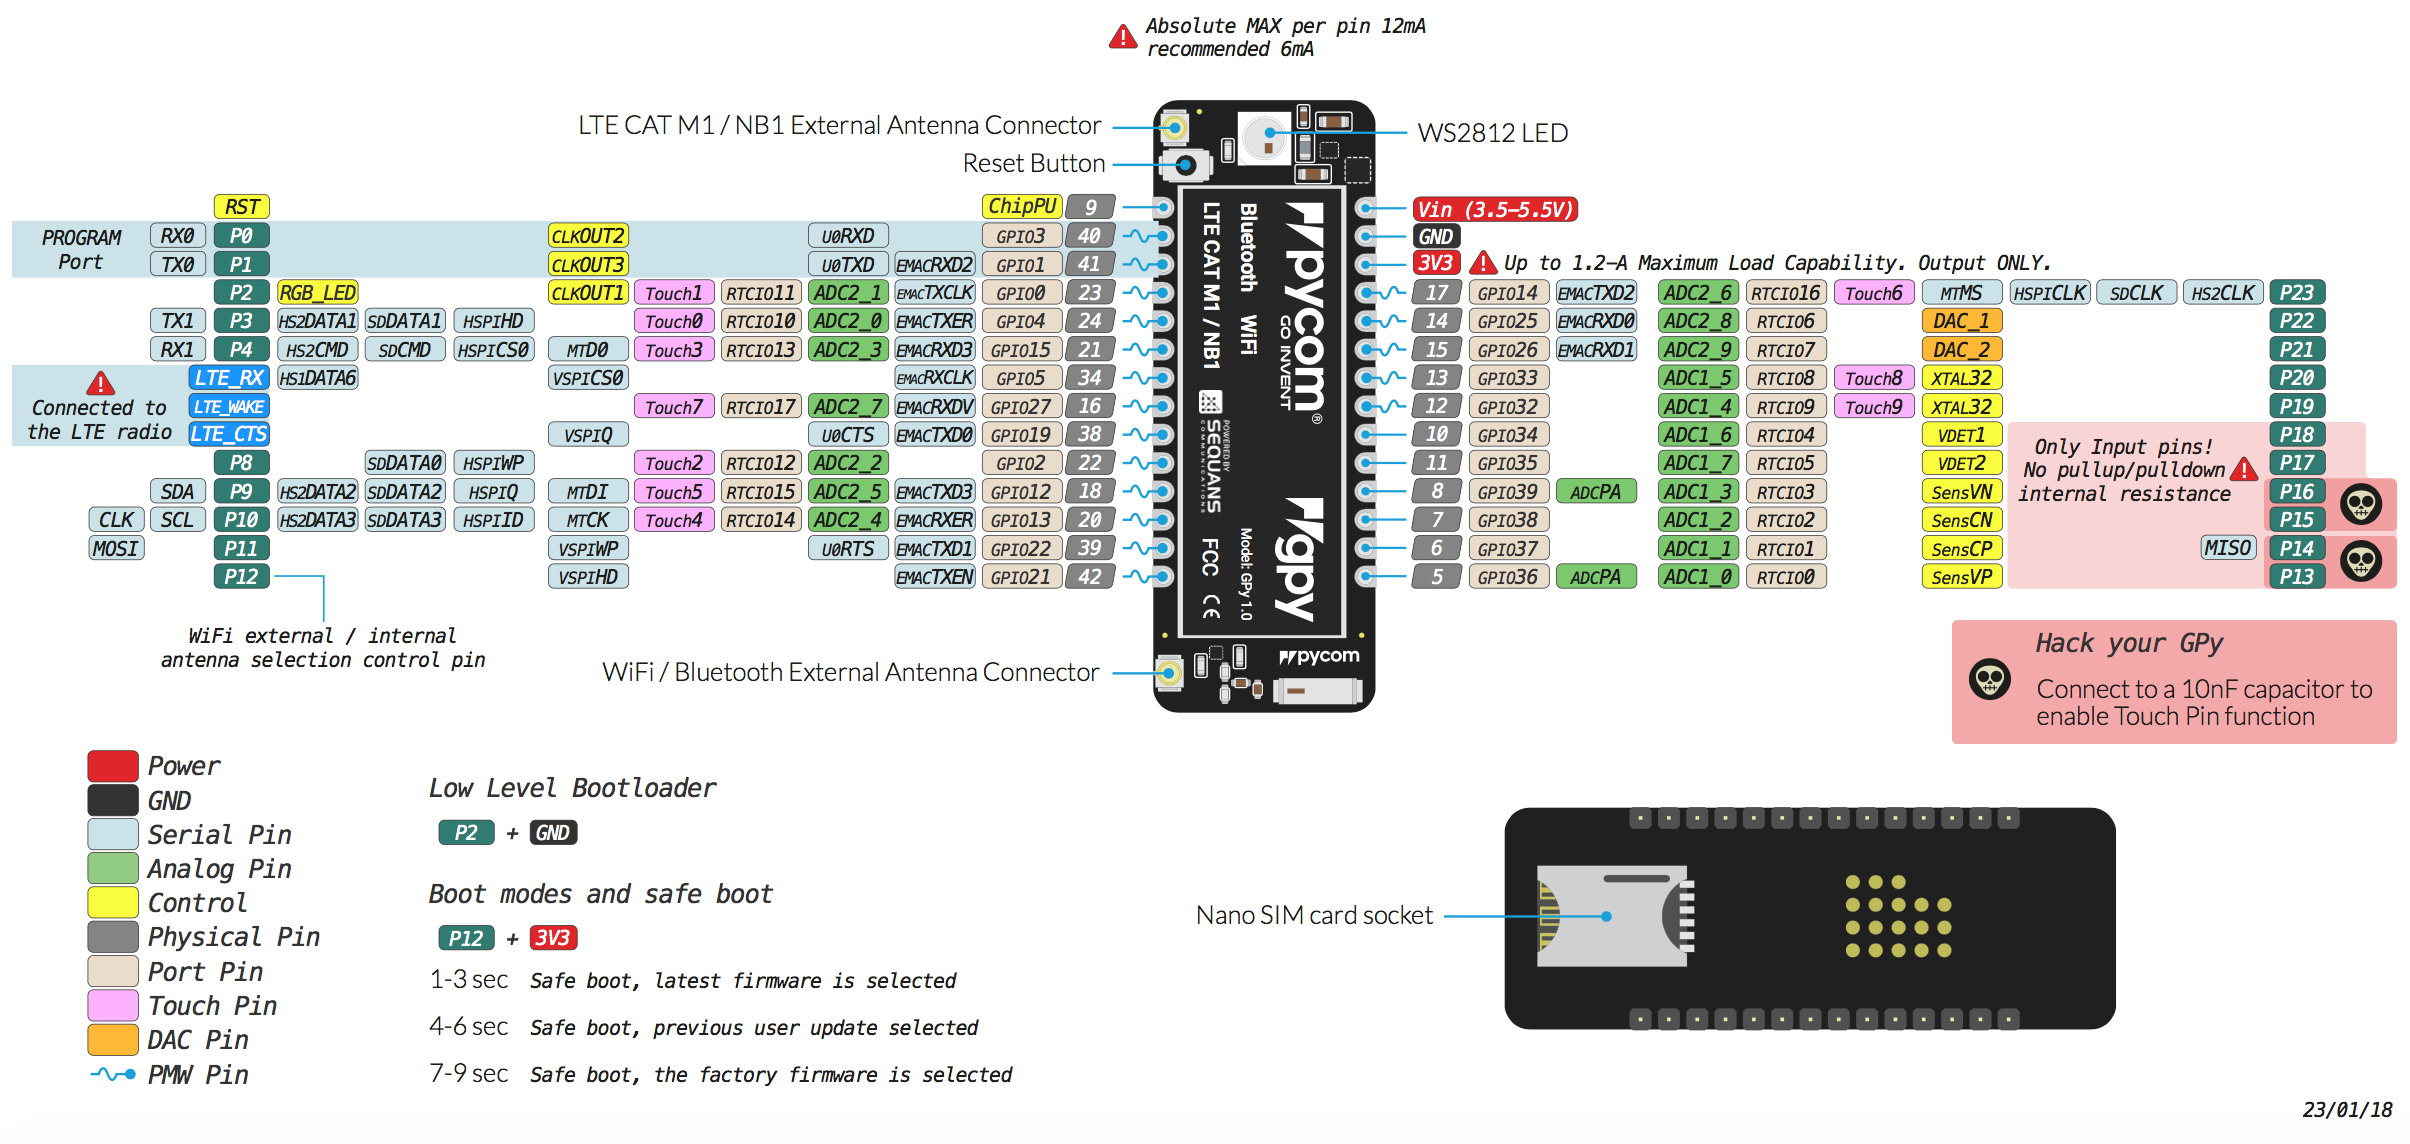 Absolute MAX per pin 12mA
recommended 6mA
LTE CAT M1 / NB1 External Antenna Connector
WS2812 LED
Reset Button
RST ChipPU 9 Vin (3.5–5.5V)
PROGRAM
Port
RX0 P0 CLKOUT2 U0RXD GPIO3 40 GND
TX0 P1 CLKOUT3 U0TXD EMACRXD2 GPIO1 41 3V3 Up to 1.2–A Maximum Load Capability. Output ONLY.
P2 RGB_LED CLKOUT1 Touch1 RTCIO11 ADC2_1 EMACTXCLK GPIO0 23 17 GPIO14 EMACTXD2 ADC2_6 RTCIO16 Touch6 MTMS HSPICLK SDCLK HS2CLK P23
TX1 P3 HS2DATA1 SDDATA1 HSPIHD Touch0 RTCIO10 ADC2_0 EMACTXER GPIO4 24 14 GPIO25 EMACRXD0 ADC2_8 RTCIO6 DAC_1 P22
RX1 P4 HS2CMD SDCMD HSPICS0 MTDO Touch3 RTCIO13 ADC2_3 EMACRXD3 GPIO15 21 15 GPIO26 EMACRXD1 ADC2_9 RTCIO7 DAC_2 P21
LTE_RX HS1DATA6 VSPICS0 EMACRXCLK GPIO5 34 13 GPIO33 ADC1_5 RTCIO8 Touch8 XTAL32 P20
LTE_WAKE Touch7 RTCIO17 ADC2_7 EMACRXDV GPIO27 16 12 GPIO32 ADC1_4 RTCIO9 Touch9 XTAL32 P19
LTE_CTS VSPIQ U0CTS EMACTXD0 GPIO19 38 10 GPIO34 ADC1_6 RTCIO4 VDET1 P18
Connected to
the LTE radio
P8 SDDATA0 HSPIWP Touch2 RTCIO12 ADC2_2 GPIO2 22 11 GPIO35 ADC1_7 RTCIO5 VDET2 P17
SDA P9 HS2DATA2 SDDATA2 HSPIQ MTDI Touch5 RTCIO15 ADC2_5 EMACTXD3 GPIO12 18 8 GPIO39 ADCPA ADC1_3 RTCIO3 SensVN P16
CLK SCL P10 HS2DATA3 SDDATA3 HSPIID MTCK Touch4 RTCIO14 ADC2_4 EMACRXER GPIO13 20 7 GPIO38 ADC1_2 RTCIO2 SensCN P15
MOSI P11 VSPIWP U0RTS EMACTXD1 GPIO22 39 6 GPIO37 ADC1_1 RTCIO1 SensCP MISO P14
P12 VSPIHD EMACTXEN GPIO21 42 5 GPIO36 ADCPA ADC1_0 RTCIO0 SensVP P13
Only Input pins!
No pullup/pulldown
internal resistance
pycom
GO INVENT
®
Bluetooth WiFi
LTE CAT M1 / NB1
POWERED BY
SEQUANS
COMMUNICATIONS
gpy
Model: GPy 1.0
FCC CE
pycom
WiFi external / internal
antenna selection control pin
WiFi / Bluetooth External Antenna Connector
Hack your GPy
Connect to a 10nF capacitor to
enable Touch Pin function
Power
GND
Serial Pin
Analog Pin
Control
Physical Pin
Port Pin
Touch Pin
DAC Pin
PMW Pin
Low Level Bootloader
P2 + GND
Boot modes and safe boot
P12 + 3V3
1-3 sec Safe boot, latest firmware is selected
4-6 sec Safe boot, previous user update selected
7-9 sec Safe boot, the factory firmware is selected
Nano SIM card socket
23/01/18